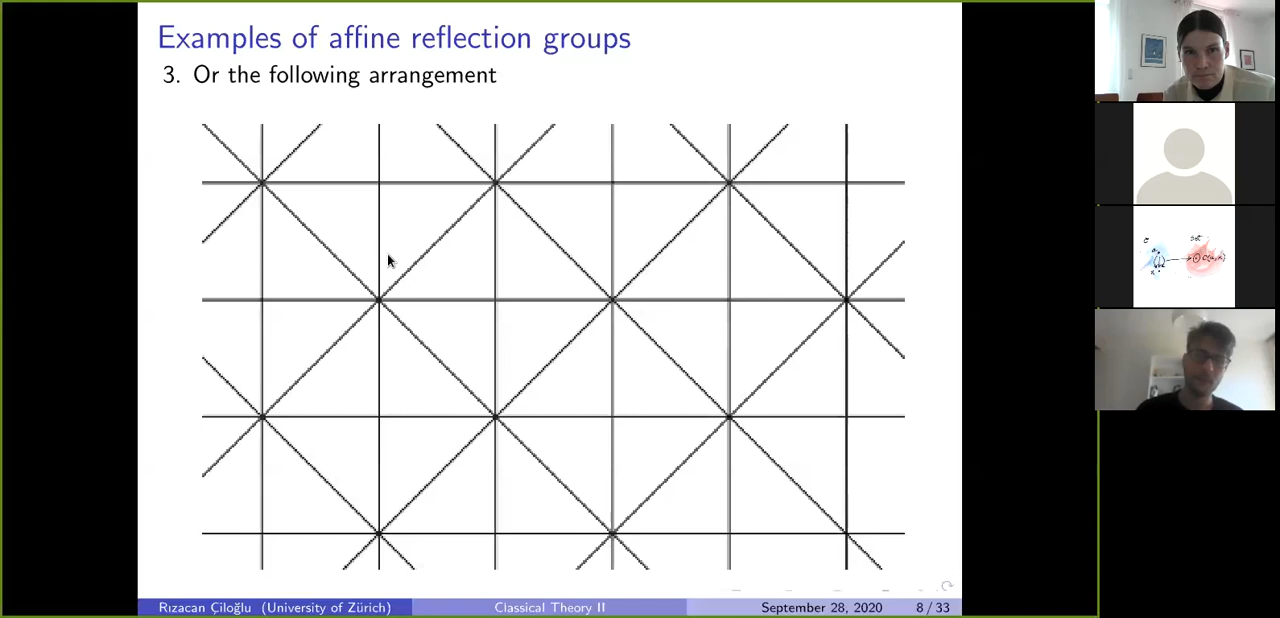 Examples of affine reflection groups
3. Or the following arrangement
Rızacan Çiloğlu (University of Zürich) Classical Theory II September 28, 2020 8 / 33